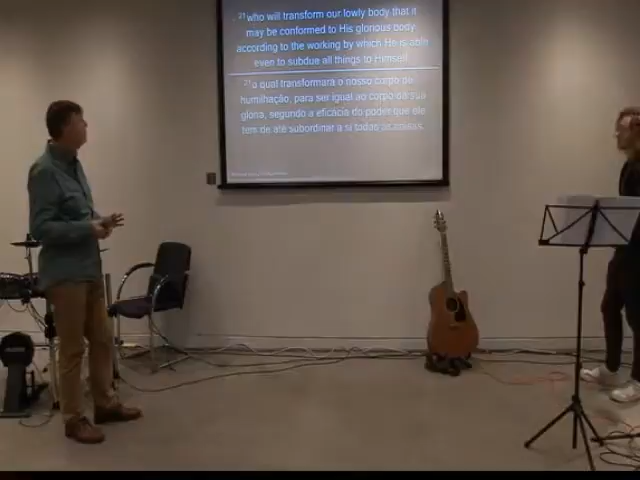 21 who will transform our lowly body that it
may be conformed to His glorious body
according to the working by which He is able
even to subdue all things to Himself.
21 o qual transformará o nosso corpo de
humilhação, para ser igual ao corpo da sua
glória, segundo a eficácia do poder que ele
tem de até subordinar a si todas as coisas.